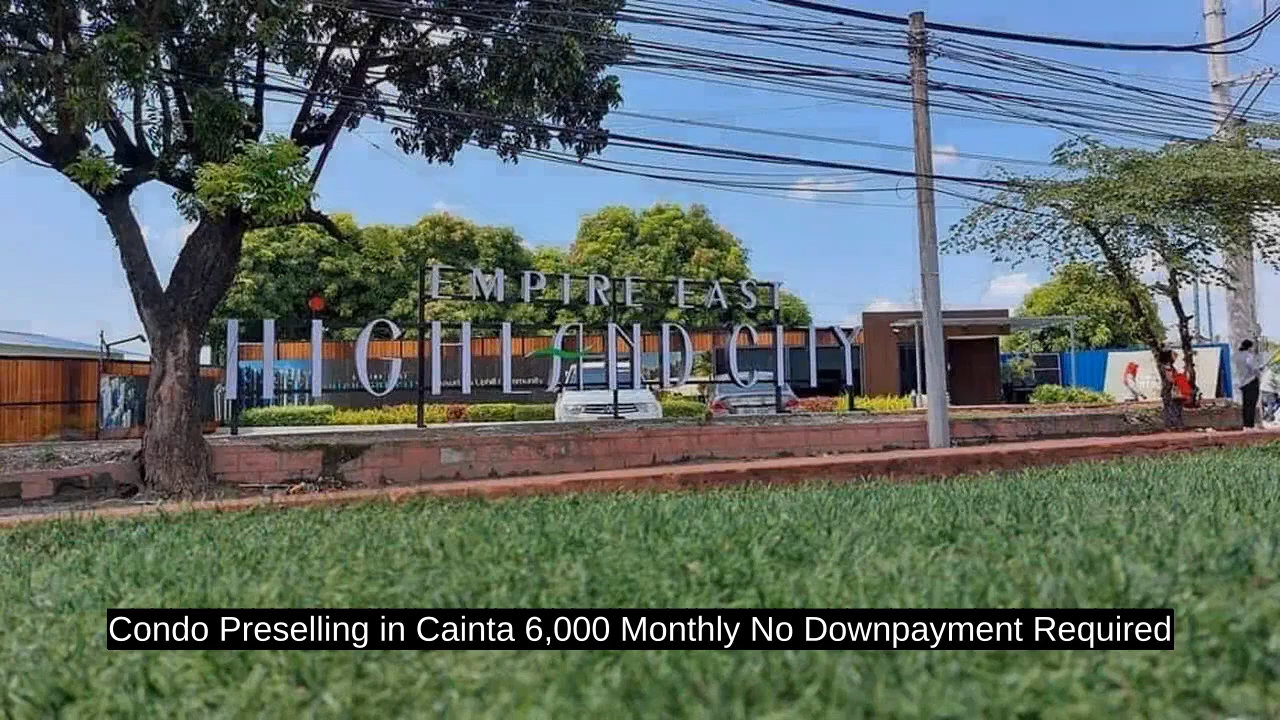 EMPIRE EAST
HIGHLAND CITY
Condo Preselling in Cainta 6,000 Monthly No Downpayment Required